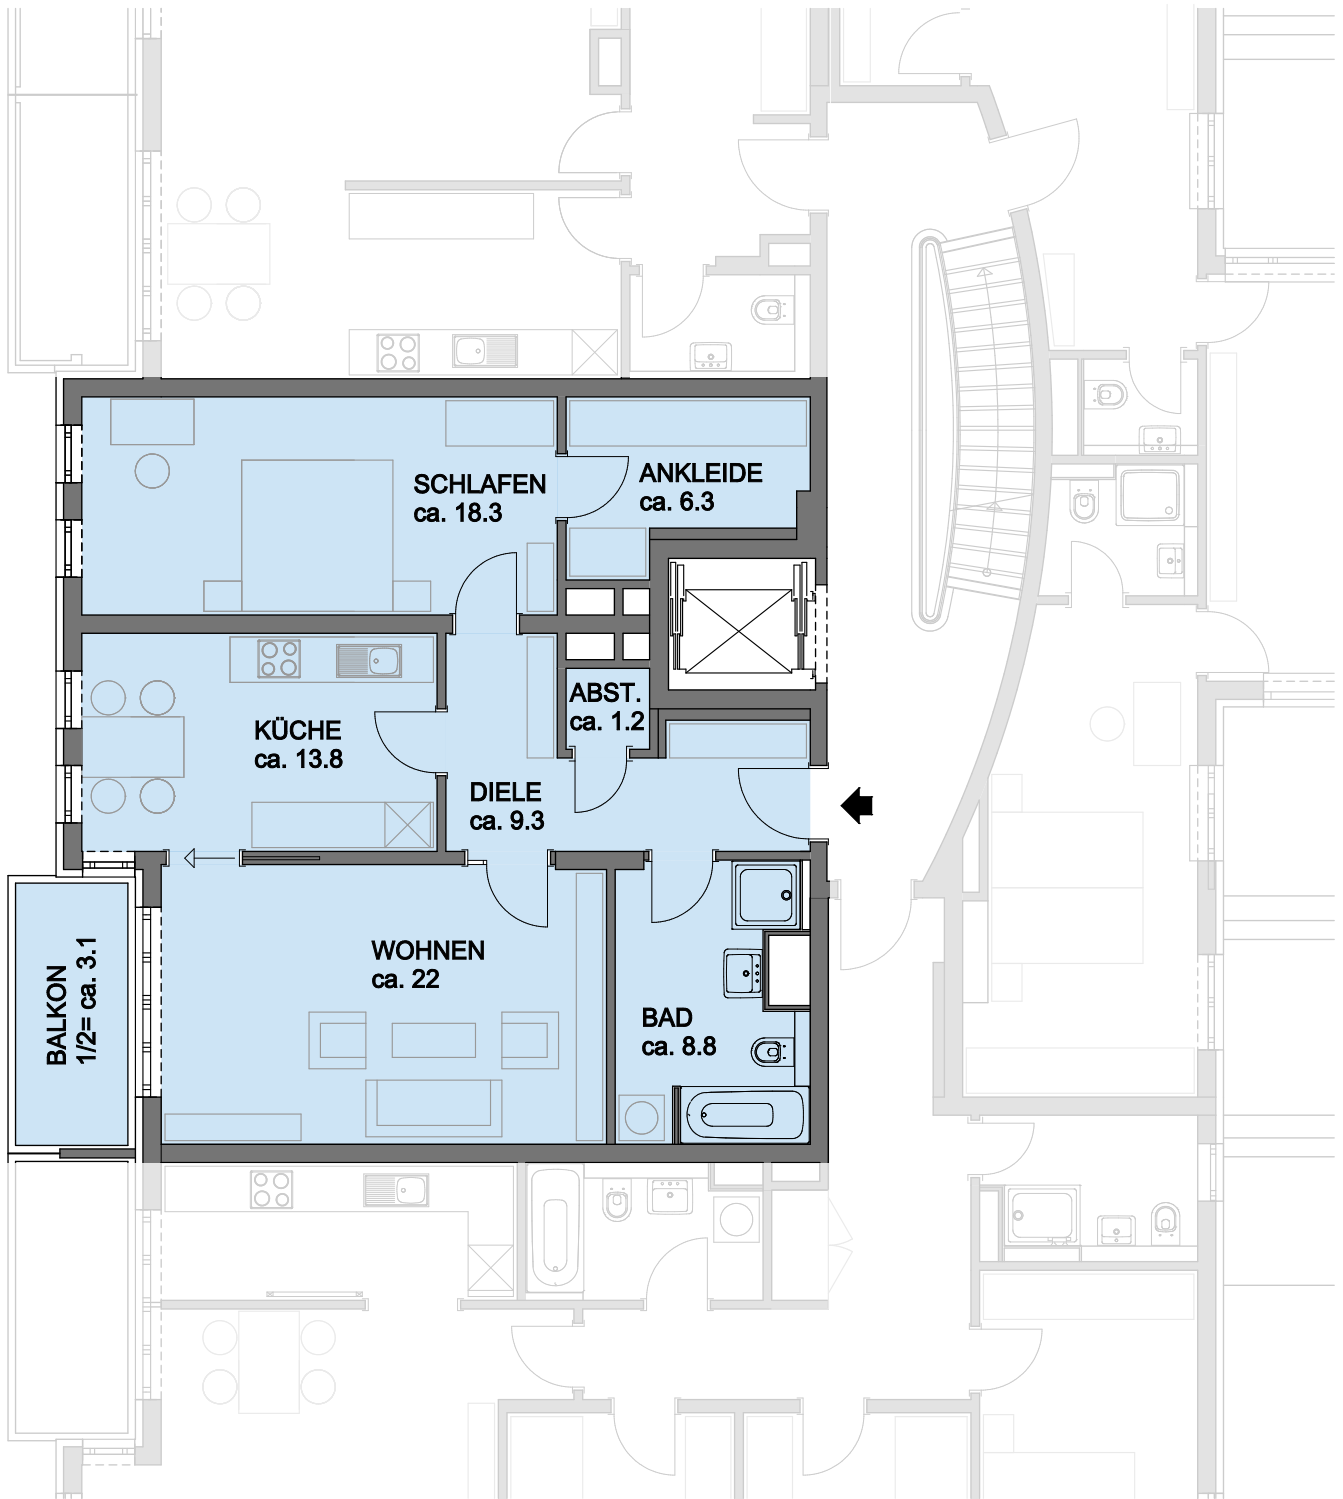 SCHLAFEN
ca. 18.3
ANKLEIDE
ca. 6.3
ABST.
ca. 1.2
KÜCHE
ca. 13.8
DIELE
ca. 9.3
WOHNEN
ca. 22
BALKON
1/2= ca. 3.1
BAD
ca. 8.8